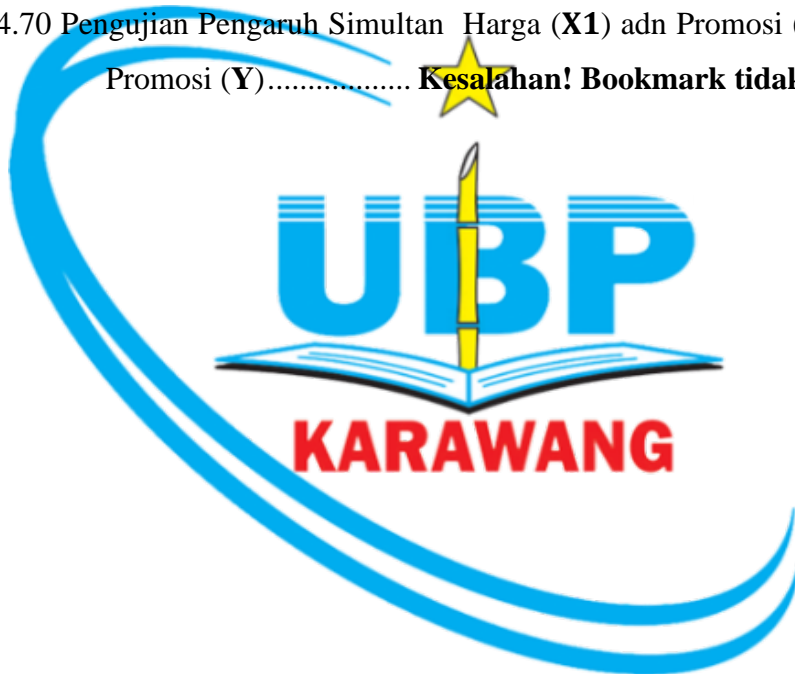 4.70 Pengujian Pengaruh Simultan Harga (X1) adn Promosi (
Promosi (Y).................. Kesalahan! Bookmark tidak
UBP
KARAWANG